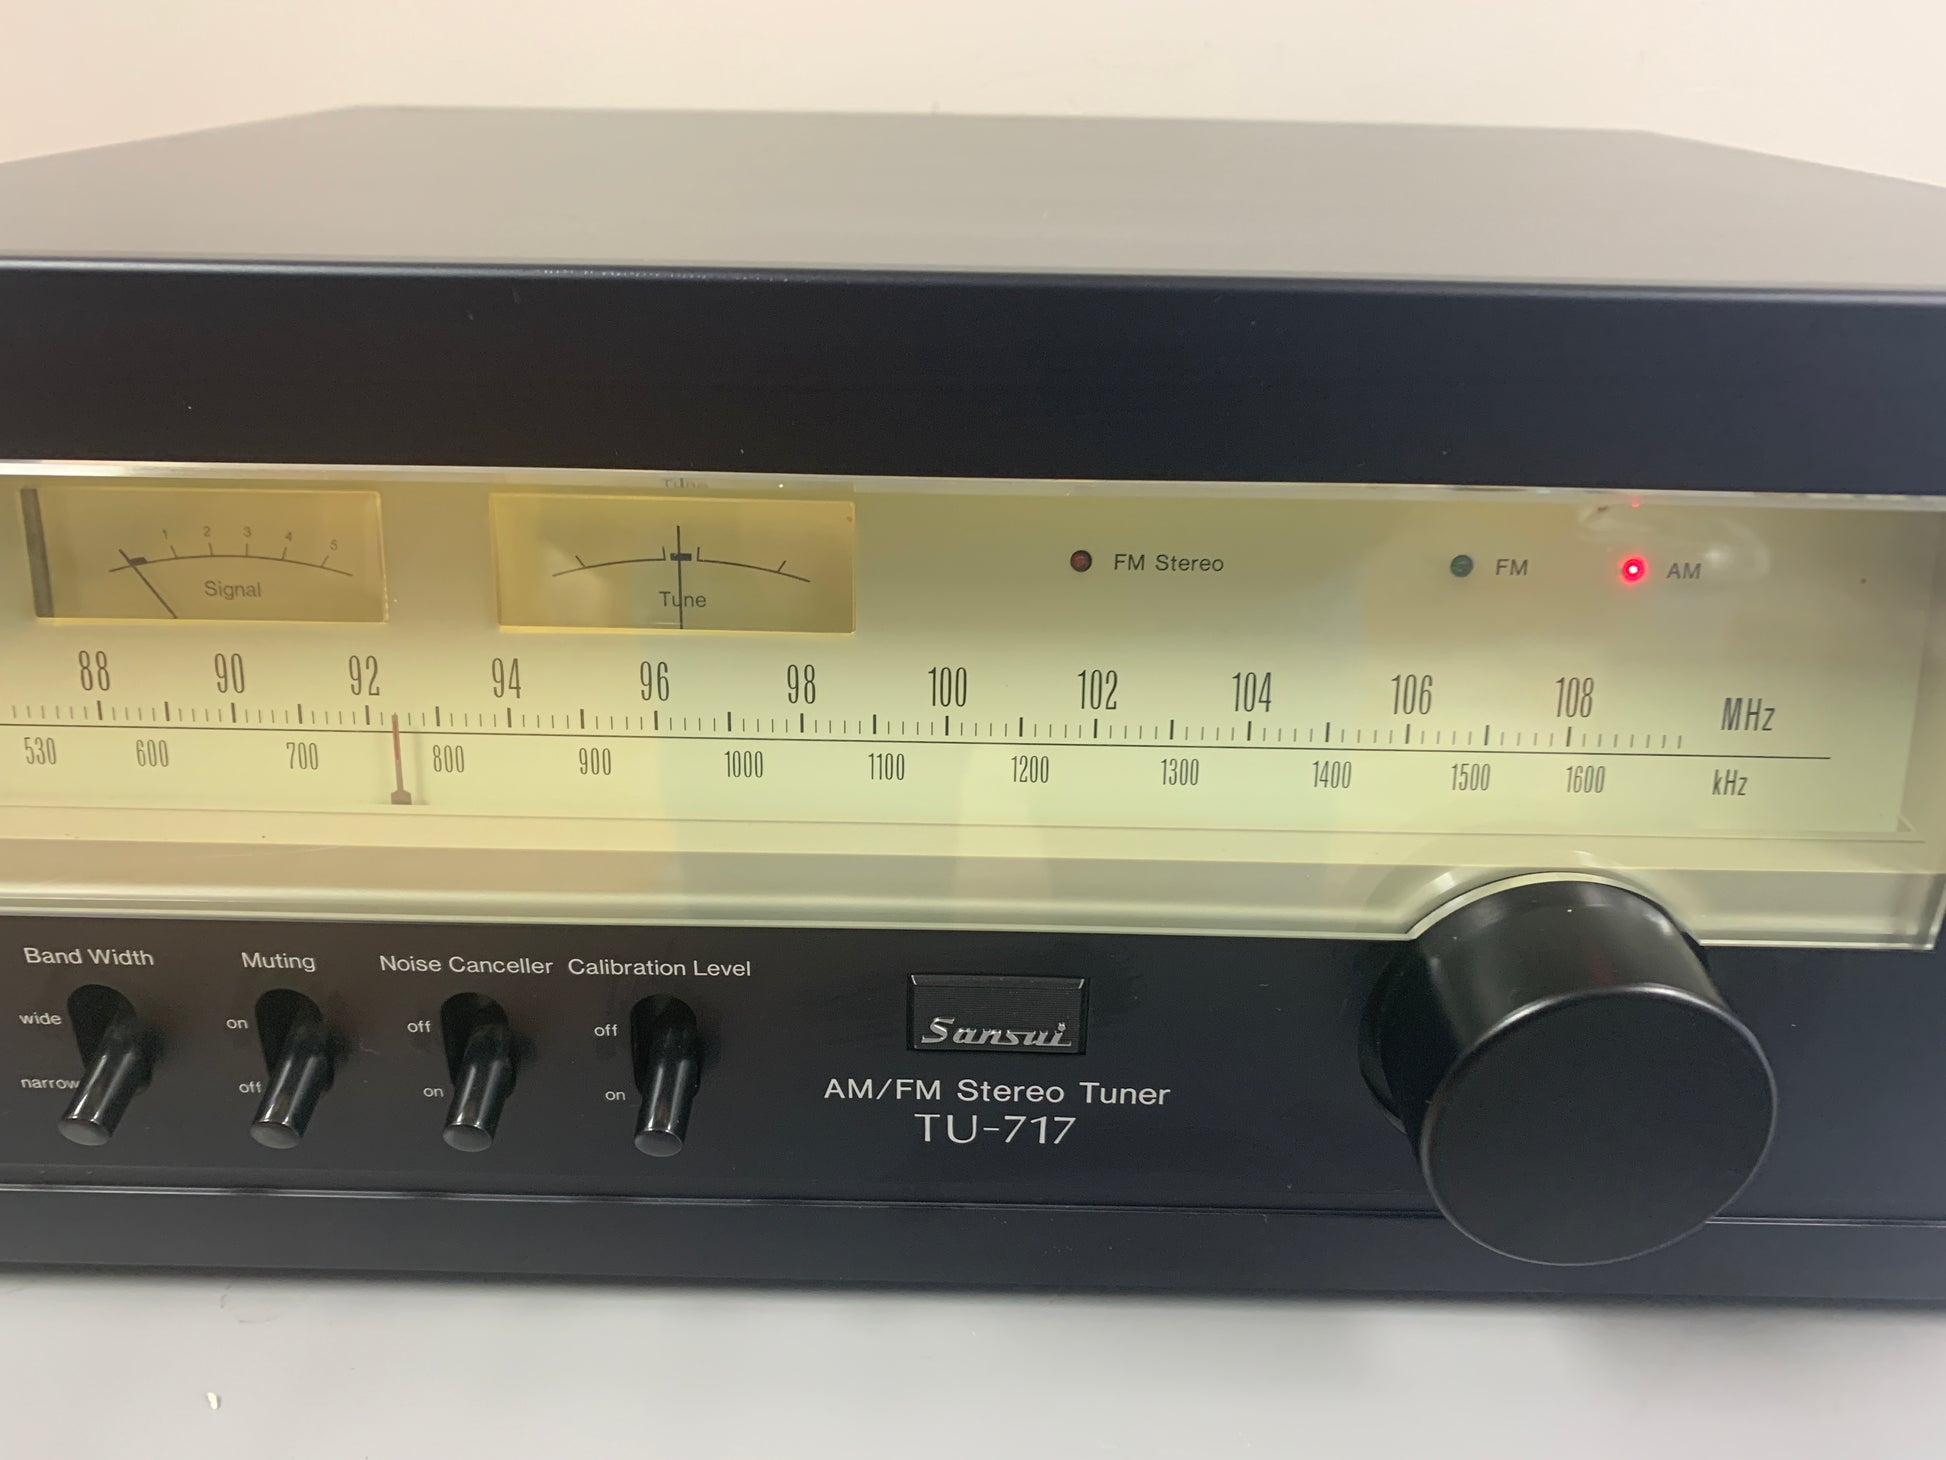 1 2 3 4 5
Signal
Tune
Tune
FM Stereo
FM
AM
88 90 92 94 96 98 100 102 104 106 108 MHz
530 600 700 800 900 1000 1100 1200 1300 1400 1500 1600 kHz
Band Width
wide
narrow
Muting
on
off
Noise Canceller
off
on
Calibration Level
off
on
Sansui
AM/FM Stereo Tuner
TU-717